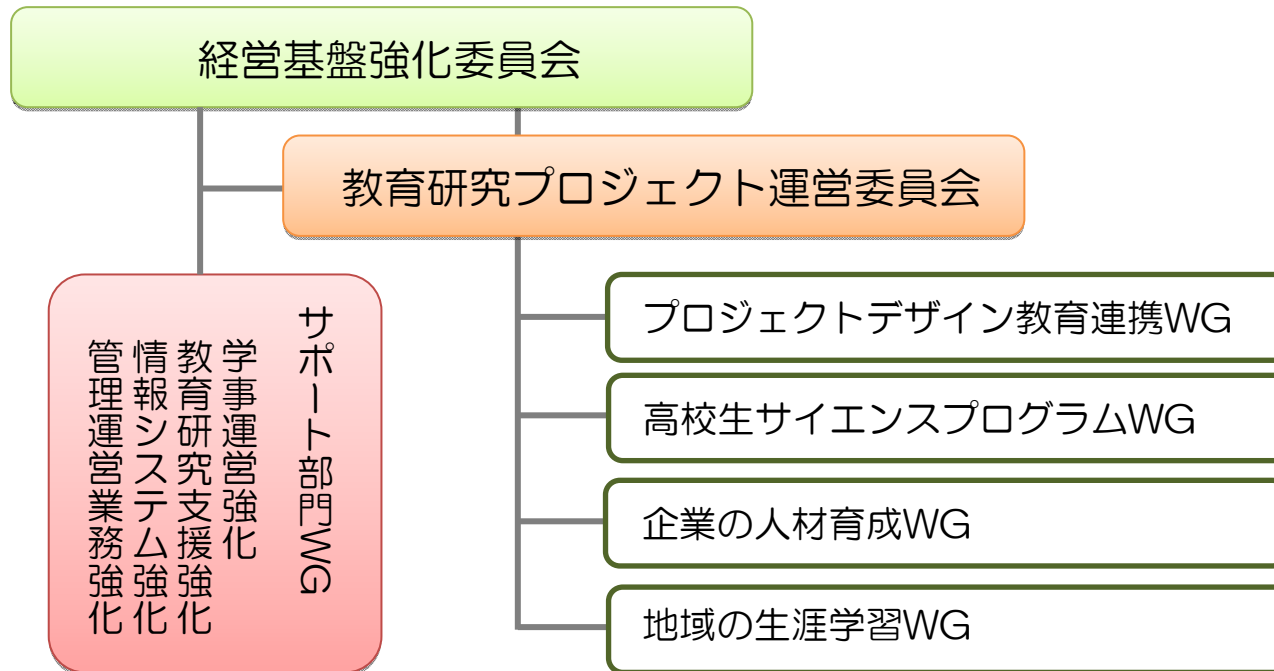 経営基盤強化委員会
教育研究プロジェクト運営委員会
サポート部門WG
学事運営強化
教育研究支援強化
情報システム強化
管理運営業務強化
プロジェクトデザイン教育連携WG
高校生サイエンスプログラムWG
企業の人材育成WG
地域の生涯学習WG